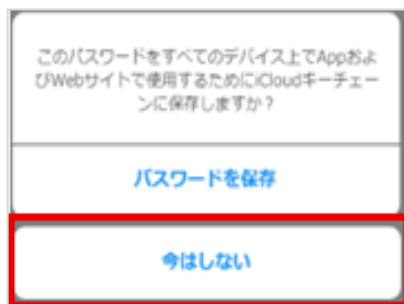 このパスワードをすべてのデバイス上でAppおよ
びWebサイトで使用するためにiCloudキーチェー
ンに保存しますか？
パスワードを保存
今はしない